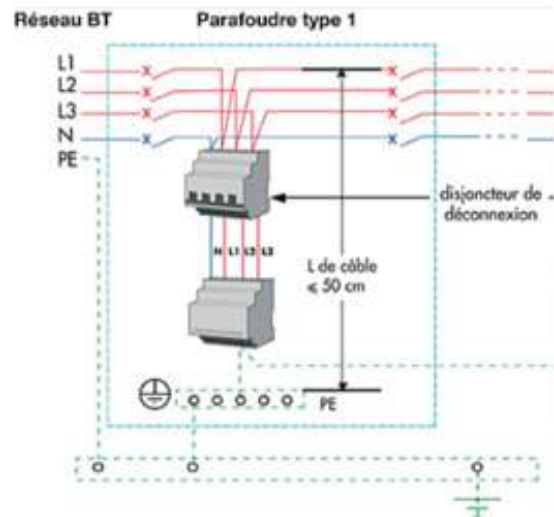 Réseau BT
Parafoudre type 1
L1
L2
L3
N
PE
disjoncteur de
déconnexion
N L1 L2 L3
L de câble
⩽ 50 cm
PE